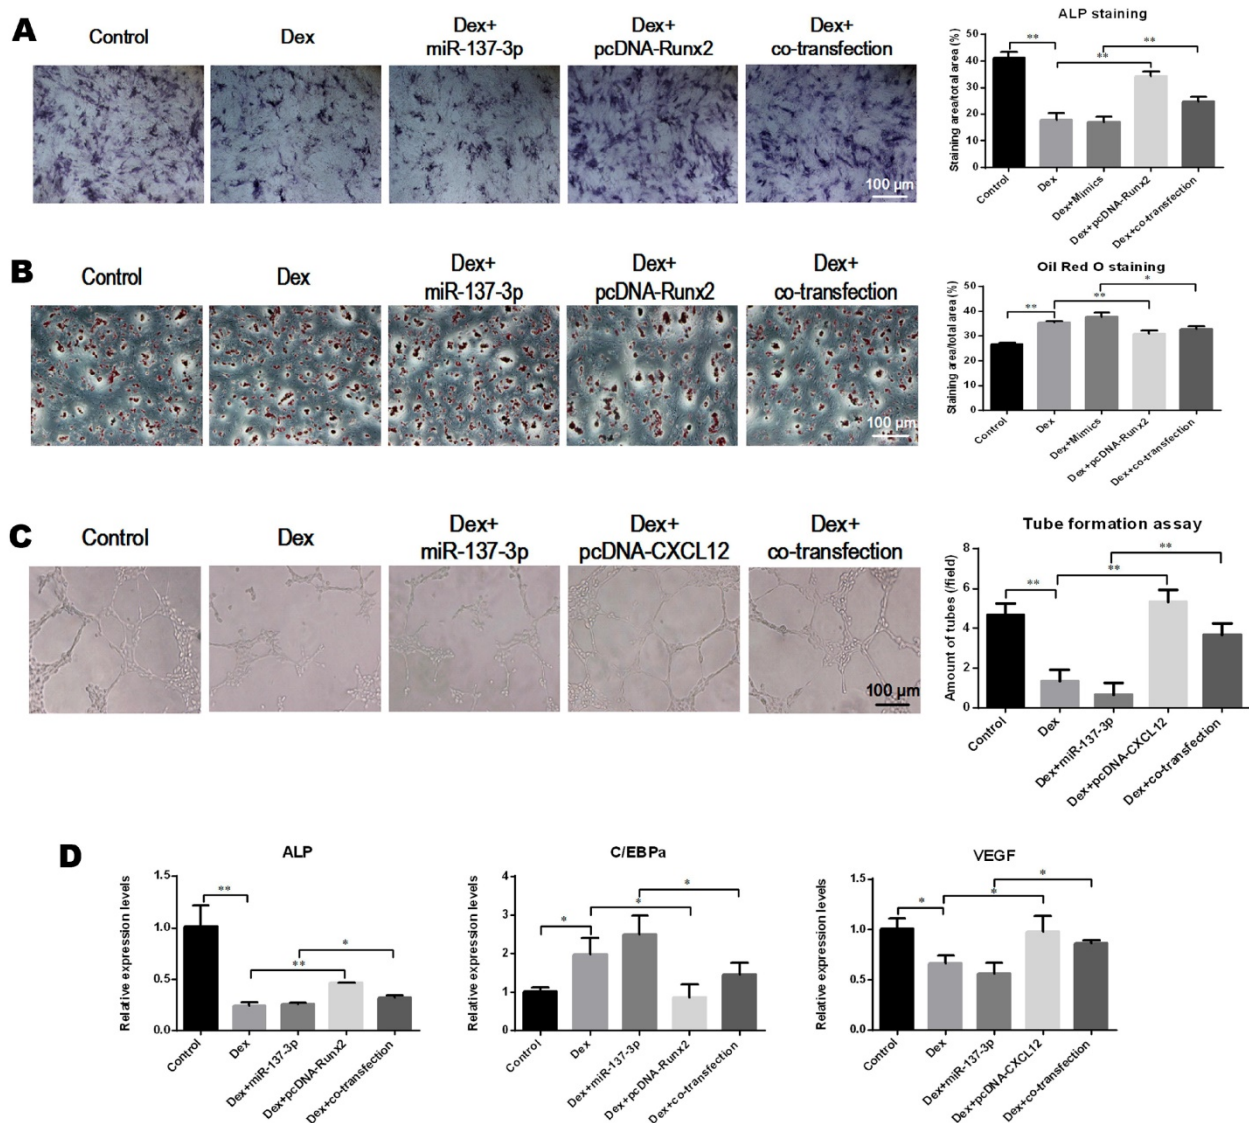 A
Control
Dex
Dex+
miR-137-3p
Dex+
pcDNA-Runx2
Dex+
co-transfection
100 µm
ALP staining
Staining area/total area (%)
50
40
30
20
10
0
**
**
**
Control
Dex
Dex+Mimics
Dex+pcDNA-Runx2
Dex+co-transfection
B
Control
Dex
Dex+
miR-137-3p
Dex+
pcDNA-Runx2
Dex+
co-transfection
100 µm
Oil Red O staining
Staining area/total area (%)
50
40
30
20
10
0
**
**
*
Control
Dex
Dex+Mimics
Dex+pcDNA-Runx2
Dex+co-transfection
C
Control
Dex
Dex+
miR-137-3p
Dex+
pcDNA-CXCL12
Dex+
co-transfection
100 µm
Tube formation assay
Amount of tubes (/field)
8
6
4
2
0
**
**
**
Control
Dex
Dex+miR-137-3p
Dex+pcDNA-CXCL12
Dex+co-transfection
D
ALP
Relative expression levels
1.5
1.0
0.5
0.0
**
**
*
Control
Dex
Dex+miR-137-3p
Dex+pcDNA-Runx2
Dex+co-transfection
C/EBPa
Relative expression levels
4
3
2
1
0
*
*
*
Control
Dex
Dex+miR-137-3p
Dex+pcDNA-Runx2
Dex+co-transfection
VEGF
Relative expression levels
1.5
1.0
0.5
0.0
*
*
*
Control
Dex
Dex+miR-137-3p
Dex+pcDNA-CXCL12
Dex+co-transfection